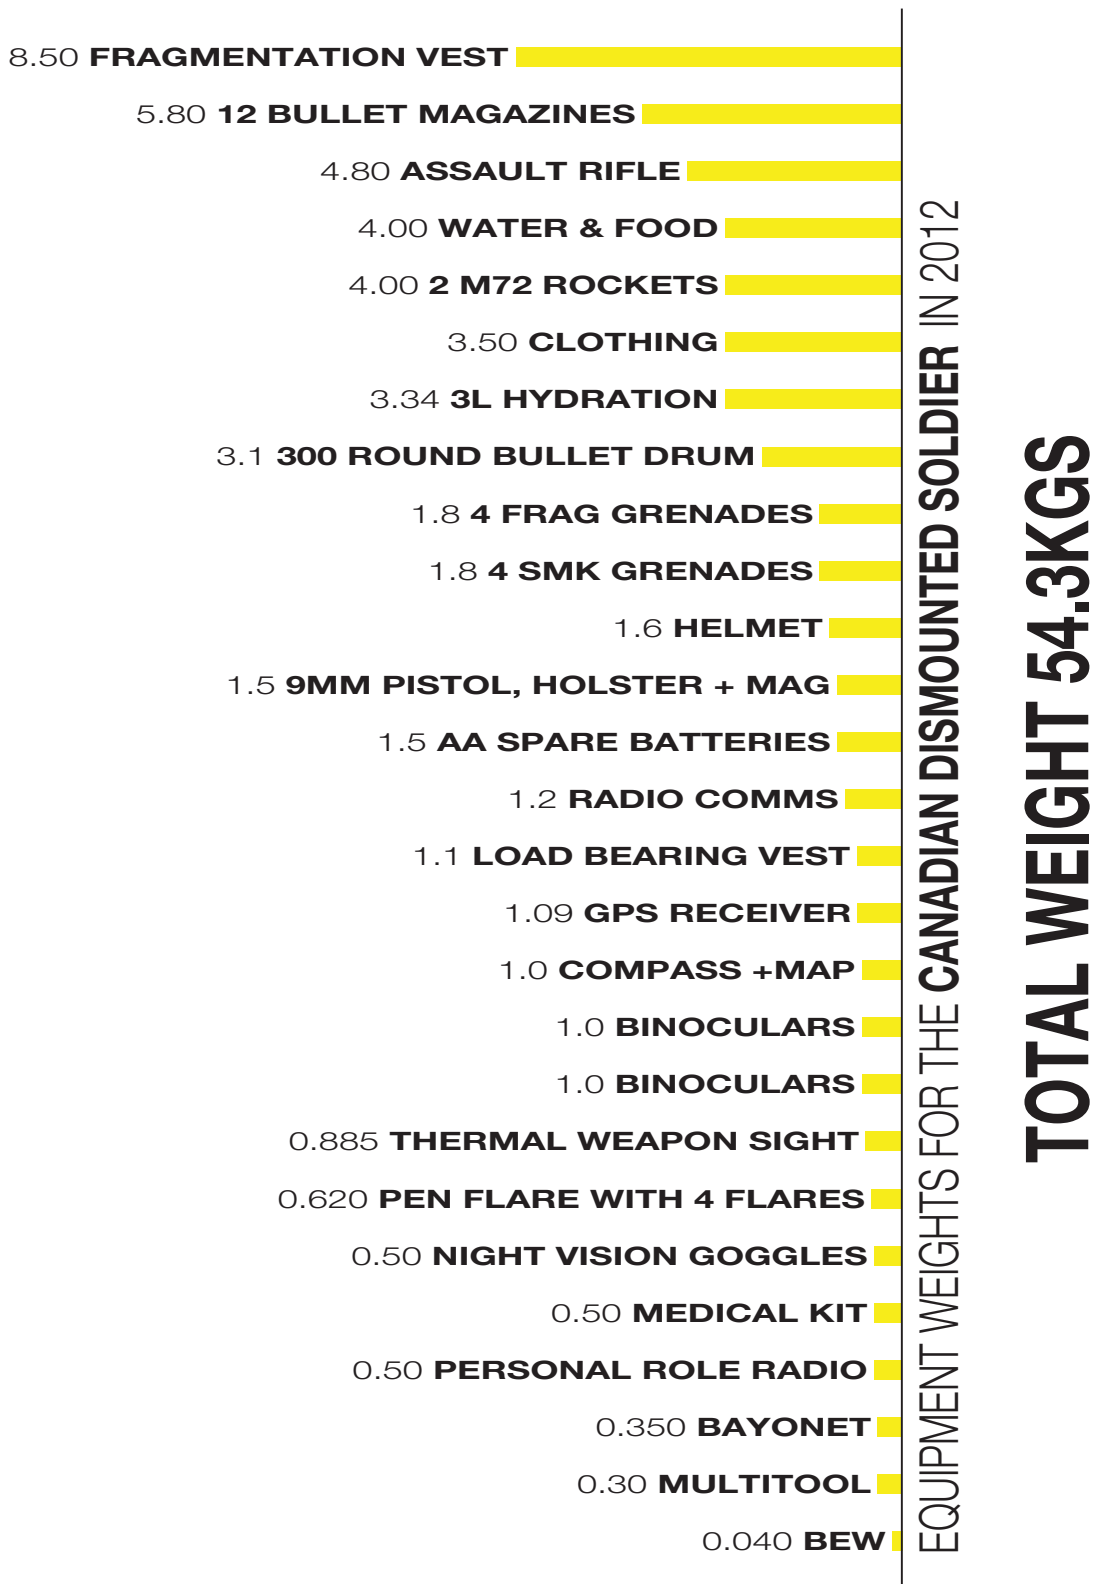 8.50 FRAGMENTATION VEST
5.80 12 BULLET MAGAZINES
4.80 ASSAULT RIFLE
4.00 WATER & FOOD
4.00 2 M72 ROCKETS
3.50 CLOTHING
3.34 3L HYDRATION
3.1 300 ROUND BULLET DRUM
1.8 4 FRAG GRENADES
1.8 4 SMK GRENADES
1.6 HELMET
1.5 9MM PISTOL, HOLSTER + MAG
1.5 AA SPARE BATTERIES
1.2 RADIO COMMS
1.1 LOAD BEARING VEST
1.09 GPS RECEIVER
1.0 COMPASS +MAP
1.0 BINOCULARS
1.0 BINOCULARS
0.885 THERMAL WEAPON SIGHT
0.620 PEN FLARE WITH 4 FLARES
0.50 NIGHT VISION GOGGLES
0.50 MEDICAL KIT
0.50 PERSONAL ROLE RADIO
0.350 BAYONET
0.30 MULTITOOL
0.040 BEW
EQUIPMENT WEIGHTS FOR THE CANADIAN DISMOUNTED SOLDIER IN 2012
TOTAL WEIGHT 54.3KGS